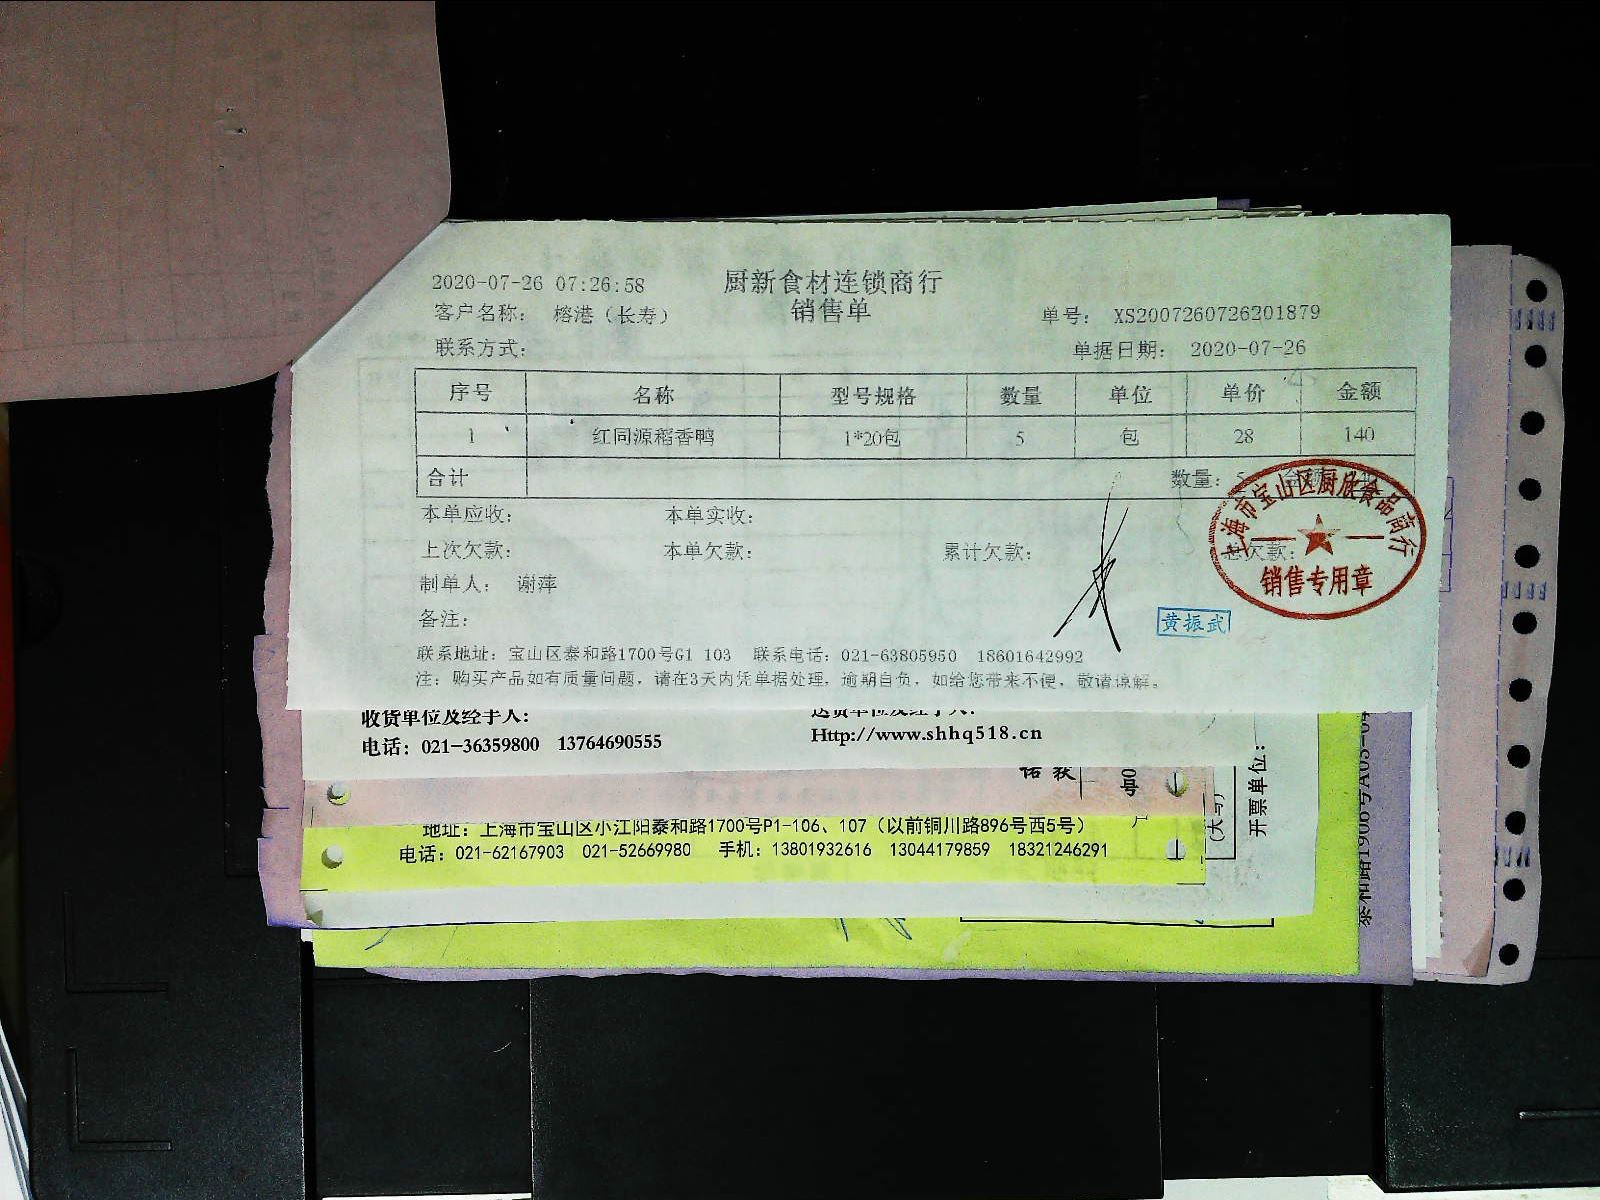 2020-07-26 07:26:58
厨新食材连锁商行
销售单
客户名称： 榕港（长寿）
单号： XS2007260726201879
联系方式：
单据日期： 2020-07-26
序号 名称 型号规格 数量 单位 单价 金额
1 红同源稻香鸭 1*20包 5 包 28 140
合计 数量：5
本单应收： 本单实收：
上次欠款： 本单欠款： 累计欠款： 总欠款：
制单人： 谢萍
备注：
上海市宝山区厨欣食品商行
销售专用章
黄振武
联系地址：宝山区泰和路1700号G1 103 联系电话：021-63805950 18601642992
注：购买产品如有质量问题，请在3天内凭单据处理，逾期自负，如给您带来不便，敬请谅解。
收货单位及经手人：
送货单位及经手人：
电话：021-36359800 13764690555
Http://www.shhq518.cn
地址：上海市宝山区小江阳泰和路1700号P1-106、107（以前铜川路896号西5号）
电话：021-62167903 021-52669980 手机：13801932616 13044179859 18321246291
开票单位：